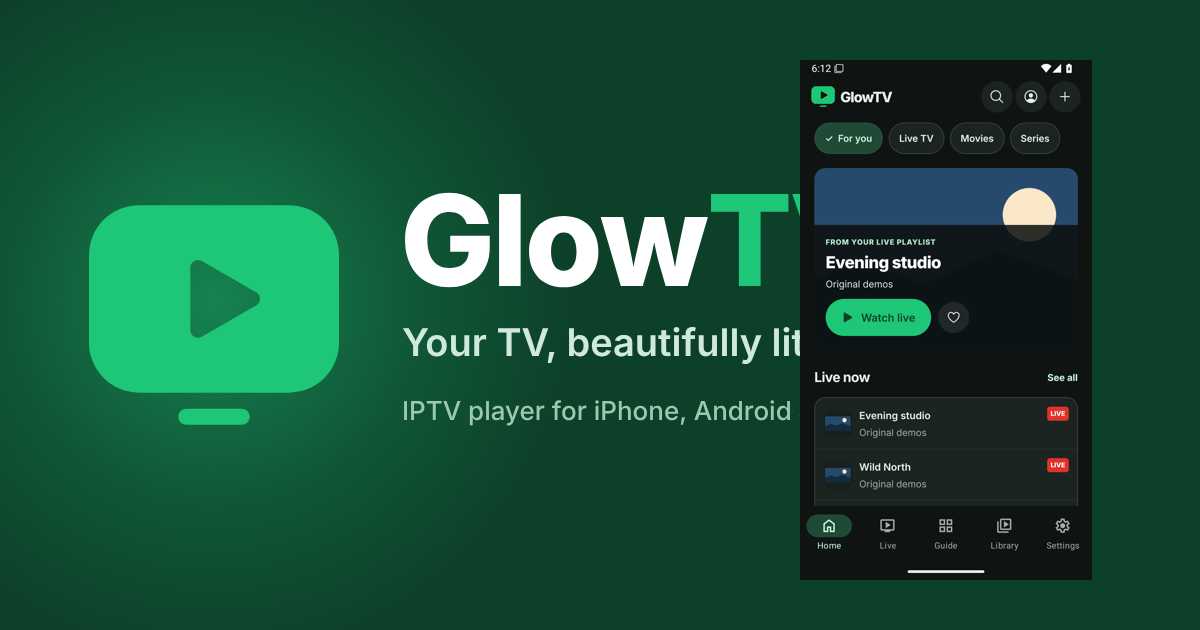 GlowT
Your TV, beautifully lit
IPTV player for iPhone, Android
6:12
GlowTV
For you
Live TV
Movies
Series
FROM YOUR LIVE PLAYLIST
Evening studio
Original demos
Watch live
Live now
See all
Evening studio
LIVE
Original demos
Wild North
LIVE
Original demos
Home
Live
Guide
Library
Settings